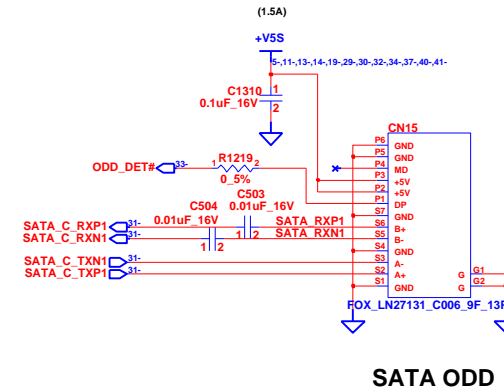 (1.5A)
+V5S
5-,11-,13-,14-,19-,29-,30-,32-,34-,37-,40-,41-
C1310 1
0.1uF_16V 2
CN15
P6 GND
P5 GND
P4 MD
P3 +5V
P2 +5V
P1 DP
S7 GND
S6 B+
S5 B-
S4 GND
S3 A-
S2 A+
S1 GND
G G1
G G2
ODD_DET# 33- 1 R1219 2
0_5%
C504 C503
0.01uF_16V 0.01uF_16V
SATA_C_RXP1 31- 1 2 SATA_RXP1
SATA_C_RXN1 31- 1 2 SATA_RXN1
SATA_C_TXN1 31-
SATA_C_TXP1 31-
FOX_LN27131_C006_9F_13P
SATA ODD